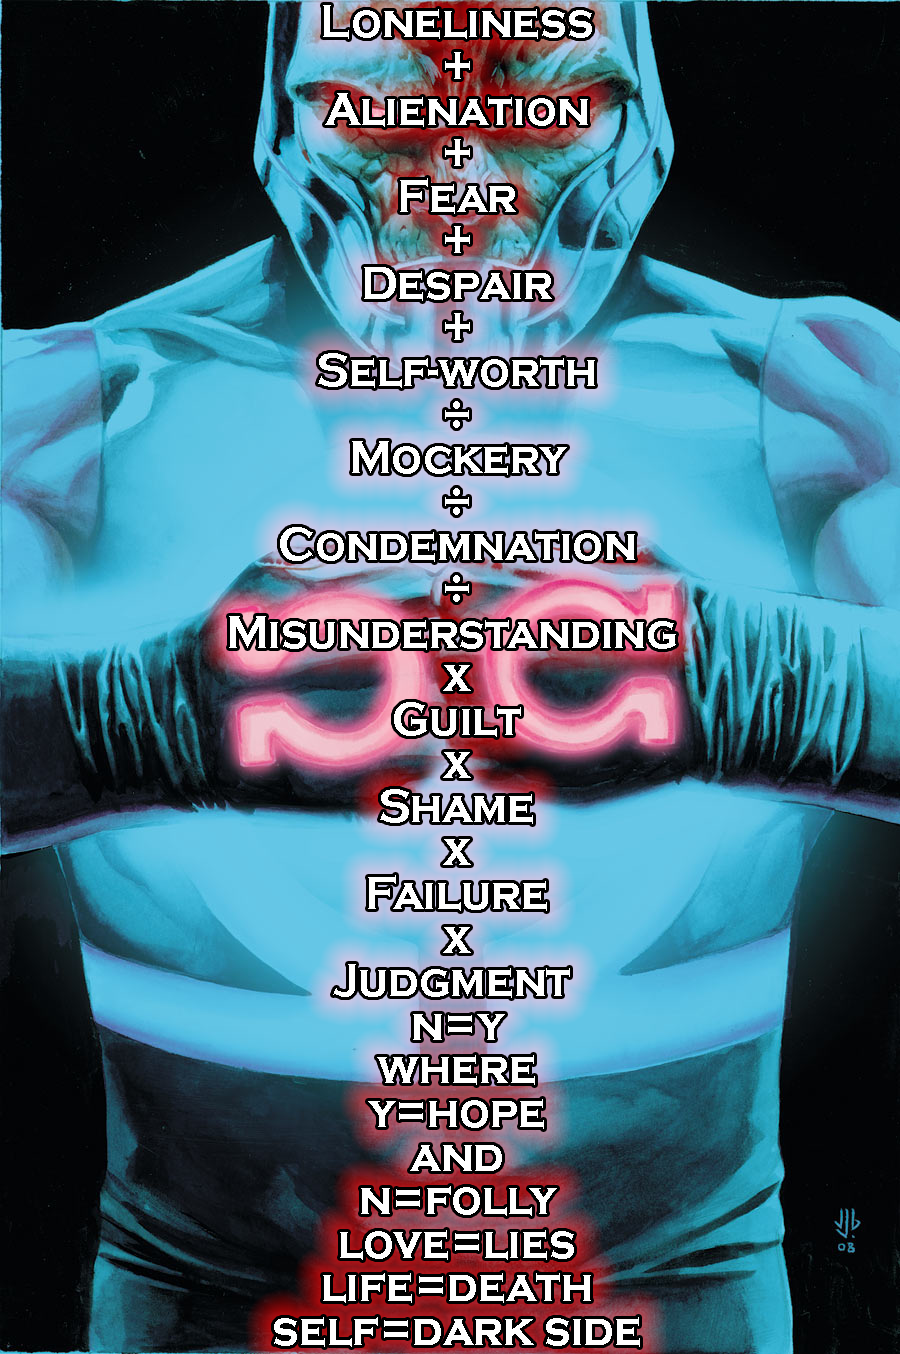 Loneliness
+
Alienation
+
Fear
+
Despair
+
Self-worth
÷
Mockery
÷
Condemnation
÷
Misunderstanding
x
Guilt
x
Shame
x
Failure
x
Judgment
n=y
where
y=hope
and
n=folly
love=lies
life=death
self=dark side
08